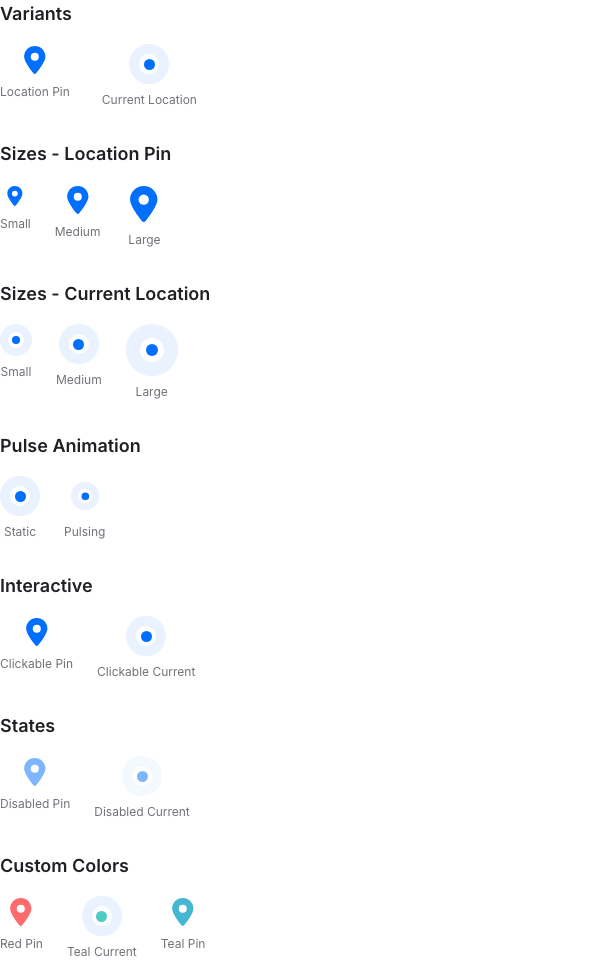 Variants
Location Pin
Current Location
Sizes - Location Pin
Small
Medium
Large
Sizes - Current Location
Small
Medium
Large
Pulse Animation
Static
Pulsing
Interactive
Clickable Pin
Clickable Current
States
Disabled Pin
Disabled Current
Custom Colors
Red Pin
Teal Current
Teal Pin